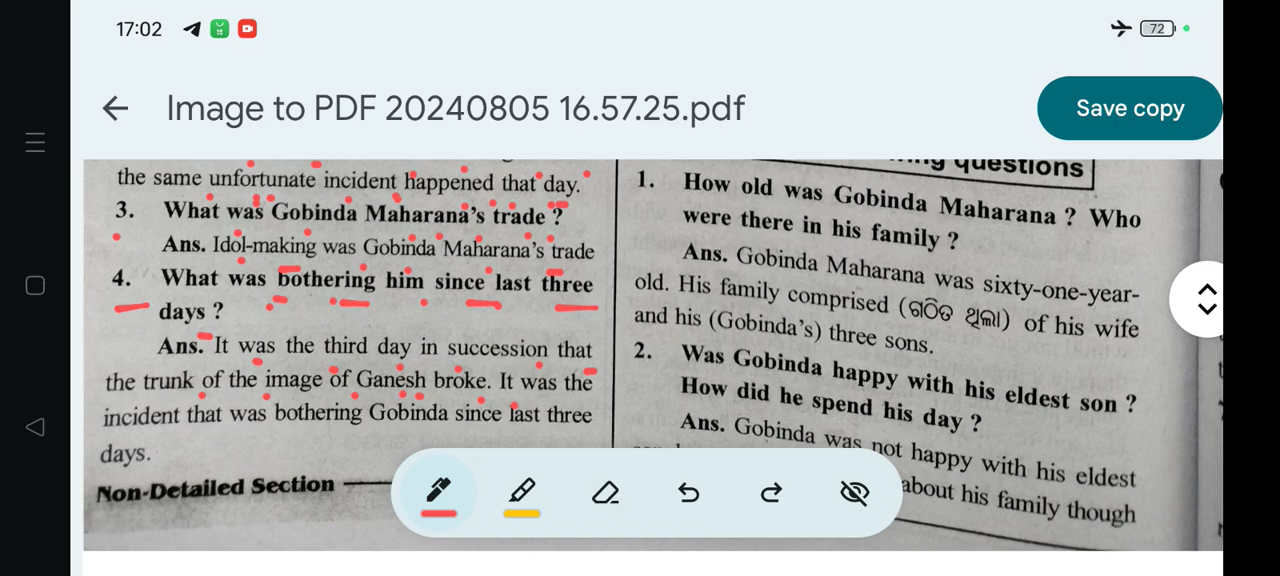 17:02
72
Image to PDF 20240805 16.57.25.pdf
Save copy
the same unfortunate incident happened that day.
3. What was Gobinda Maharana's trade ?
Ans. Idol-making was Gobinda Maharana's trade
4. What was bothering him since last three
days ?
Ans. It was the third day in succession that
the trunk of the image of Ganesh broke. It was the
incident that was bothering Gobinda since last three
days.
Non-Detailed Section
questions
1. How old was Gobinda Maharana ? Who
were there in his family ?
Ans. Gobinda Maharana was sixty-one-year-
old. His family comprised (ଗଠିତ ଥିଲା) of his wife
and his (Gobinda's) three sons.
2. Was Gobinda happy with his eldest son ?
How did he spend his day ?
Ans. Gobinda was not happy with his eldest
about his family though